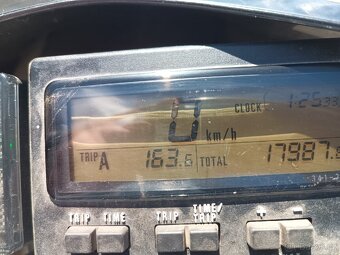 CLOCK 1:25
0 km/h
TRIP A 163.6 TOTAL 17987.
TRIP TIME TRIP TIME/TRIP + -